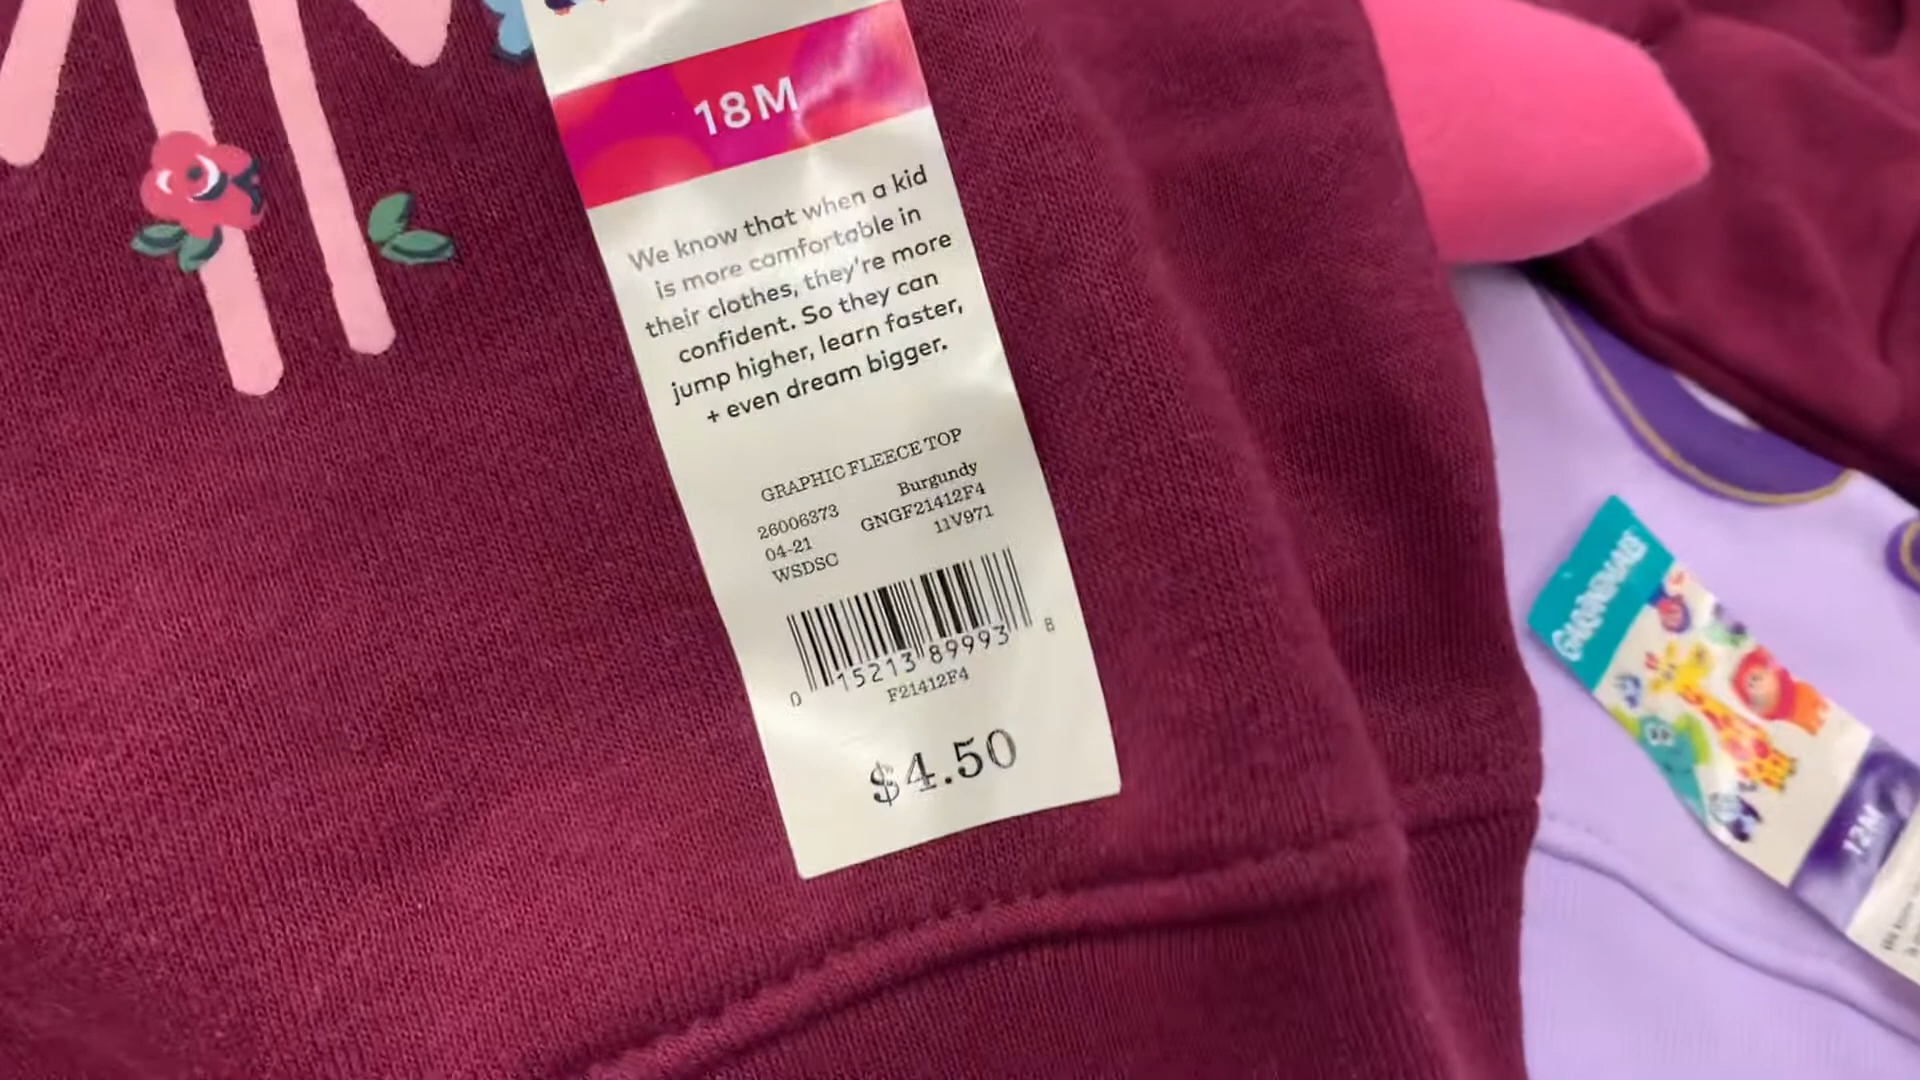 18M
We know that when a kid
is more comfortable in
their clothes, they're more
confident. So they can
jump higher, learn faster,
+ even dream bigger.
GRAPHIC FLEECE TOP
26006373 Burgundy
04-21 GNGF21412F4
WSDSC 11V971
0 15213 89993 8
F21412F4
$4.50
GARANIMALS
12M